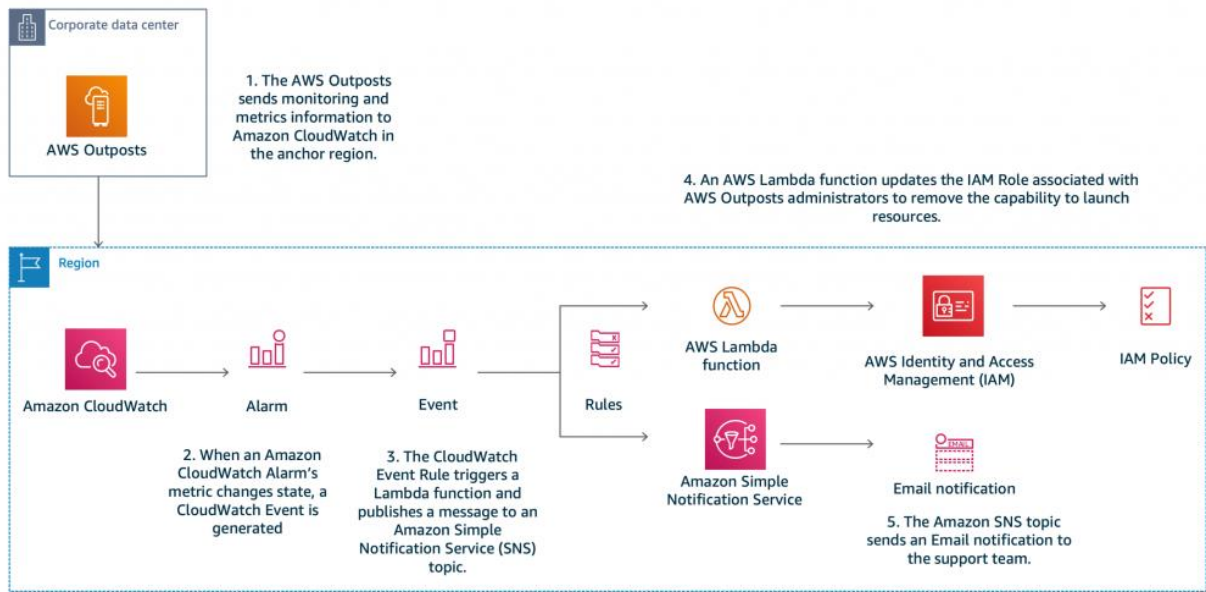 Corporate data center
AWS Outposts
1. The AWS Outposts
sends monitoring and
metrics information to
Amazon CloudWatch in
the anchor region.
4. An AWS Lambda function updates the IAM Role associated with
AWS Outposts administrators to remove the capability to launch
resources.
Region
Amazon CloudWatch
Alarm
Event
Rules
AWS Lambda
function
AWS Identity and Access
Management (IAM)
IAM Policy
2. When an Amazon
CloudWatch Alarm's
metric changes state, a
CloudWatch Event is
generated
3. The CloudWatch
Event Rule triggers a
Lambda function and
publishes a message to an
Amazon Simple
Notification Service (SNS)
topic.
Amazon Simple
Notification Service
EMAIL
Email notification
5. The Amazon SNS topic
sends an Email notification to
the support team.